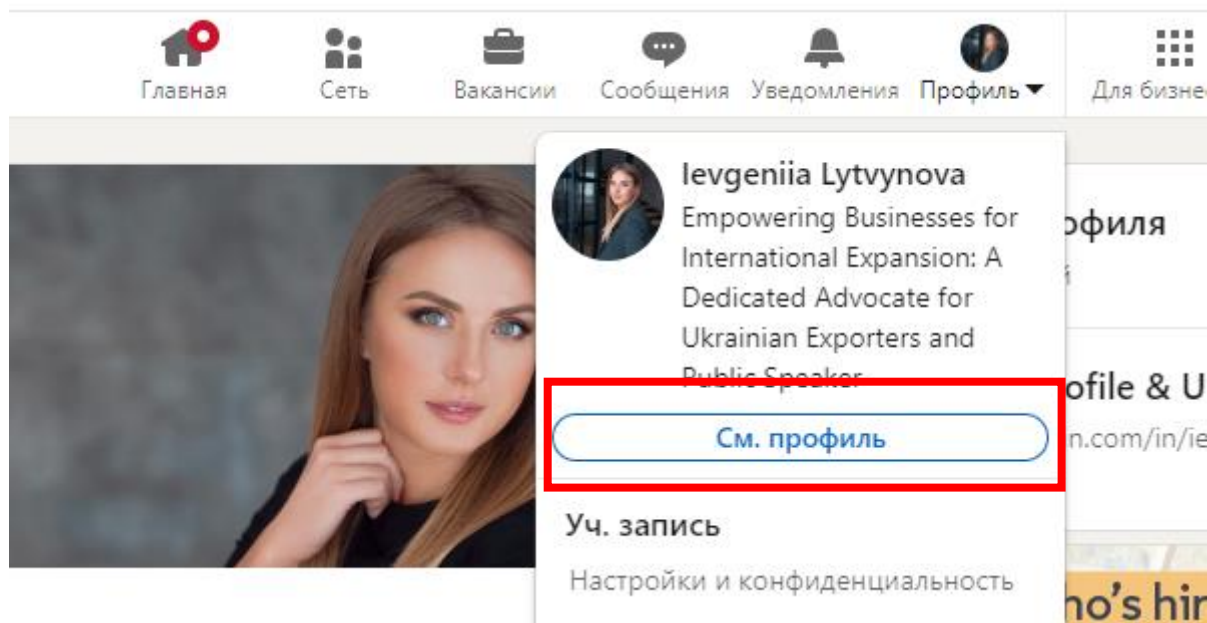 Главная
Сеть
Вакансии
Сообщения
Уведомления
Профиль
Для бизне
Ievgeniia Lytvynova
Empowering Businesses for
International Expansion: A
Dedicated Advocate for
Ukrainian Exporters and
Public Speaker
офиля
й
ofile & U
n.com/in/ie
См. профиль
Уч. запись
Настройки и конфиденциальность
ho's hir